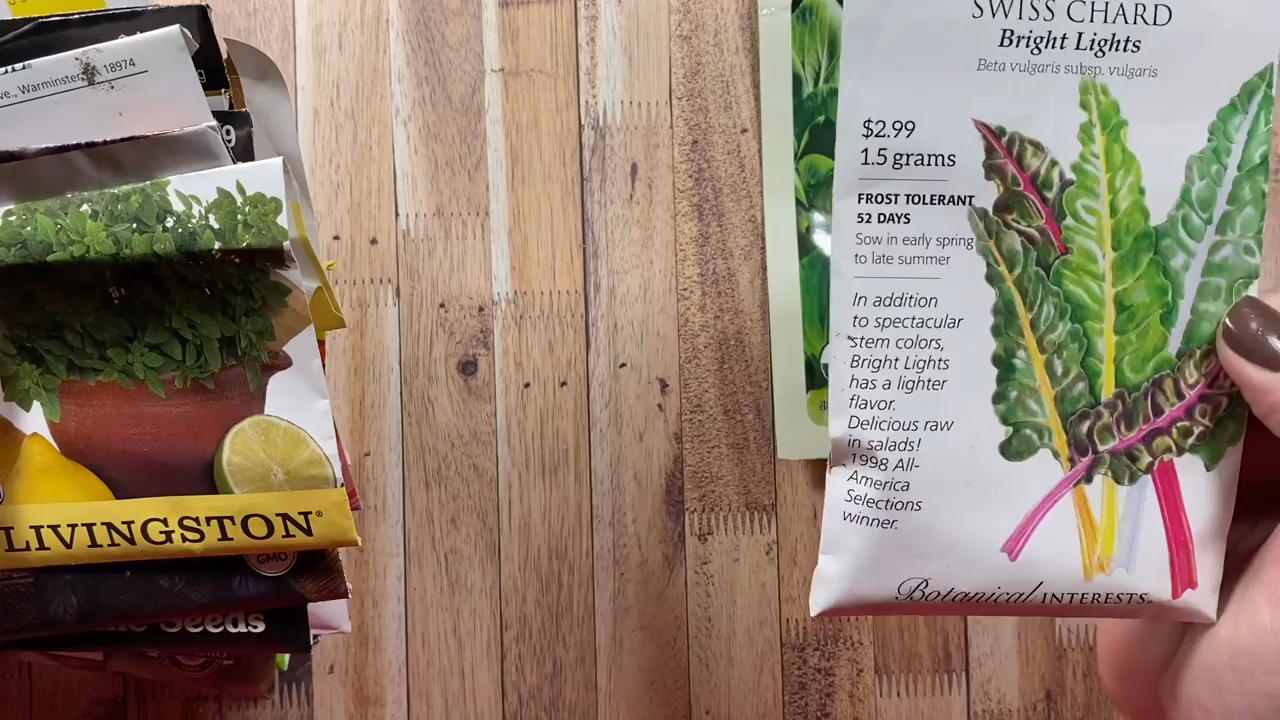 ve., Warminster, PA 18974
9
LIVINGSTON®
GMO
Seeds
SWISS CHARD
Bright Lights
Beta vulgaris subsp. vulgaris
$2.99
1.5 grams
FROST TOLERANT
52 DAYS
Sow in early spring
to late summer
In addition
to spectacular
stem colors,
Bright Lights
has a lighter
flavor.
Delicious raw
in salads!
1998 All-
America
Selections
winner.
Botanical INTERESTS